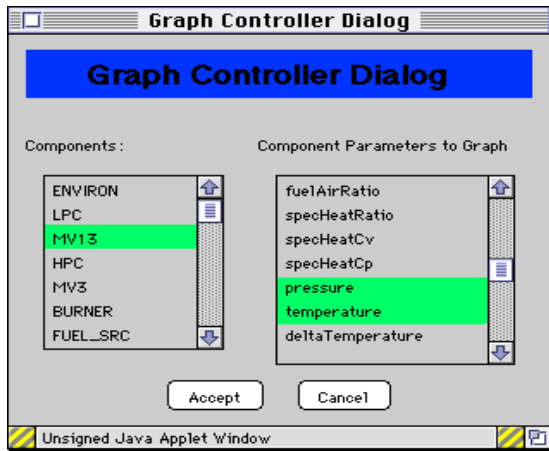 Graph Controller Dialog
Graph Controller Dialog
Components:
Component Parameters to Graph
ENVIRON
LPC
MV13
HPC
MV3
BURNER
FUEL_SRC
fuelAirRatio
specHeatRatio
specHeatCv
specHeatCp
pressure
temperature
deltaTemperature
Accept
Cancel
Unsigned Java Applet Window